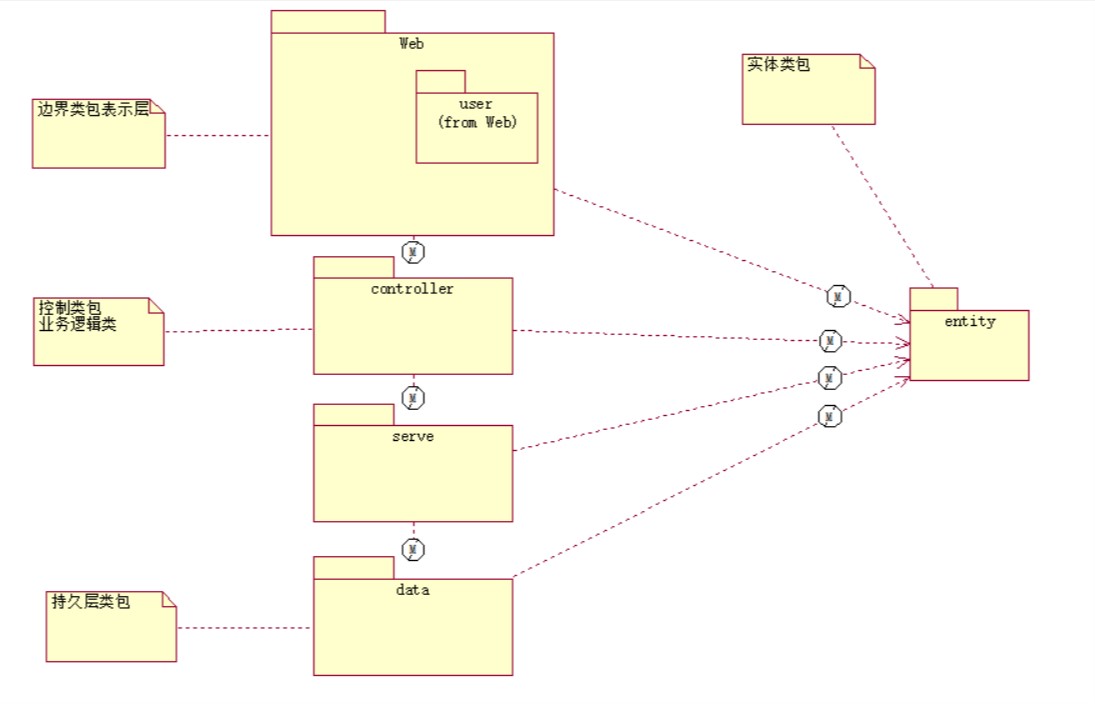 Web
user
(from Web)
实体类包
边界类包表示层
M
controller
控制类包
业务逻辑类
M
entity
M
M
M
serve
M
M
data
持久层类包